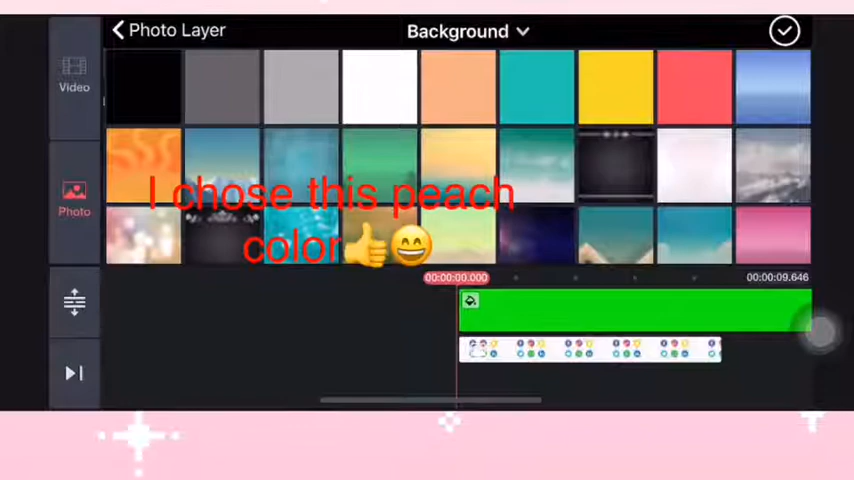 Photo Layer
Background
Video
I chose this peach
color👍😄
Photo
00:00:00.000
00:00:09.646